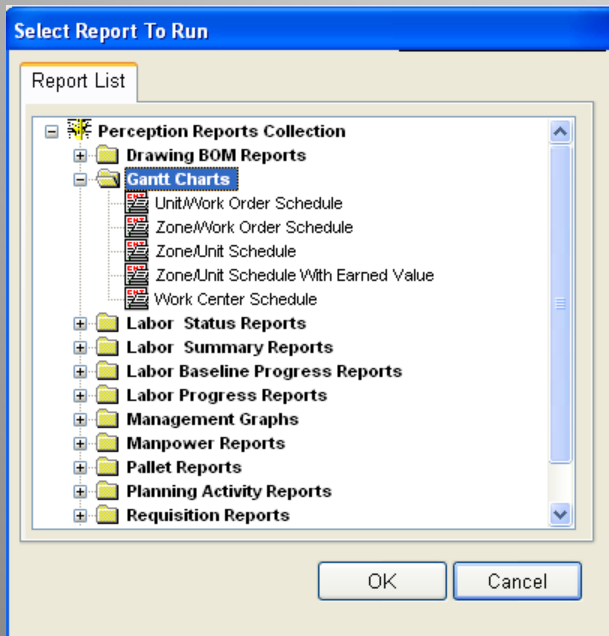 Select Report To Run
Report List
Perception Reports Collection
Drawing BOM Reports
Gantt Charts
Unit/Work Order Schedule
Zone/Work Order Schedule
Zone/Unit Schedule
Zone/Unit Schedule With Earned Value
Work Center Schedule
Labor  Status Reports
Labor  Summary Reports
Labor Baseline Progress Reports
Labor Progress Reports
Management Graphs
Manpower Reports
Pallet Reports
Planning Activity Reports
Requisition Reports
OK Cancel